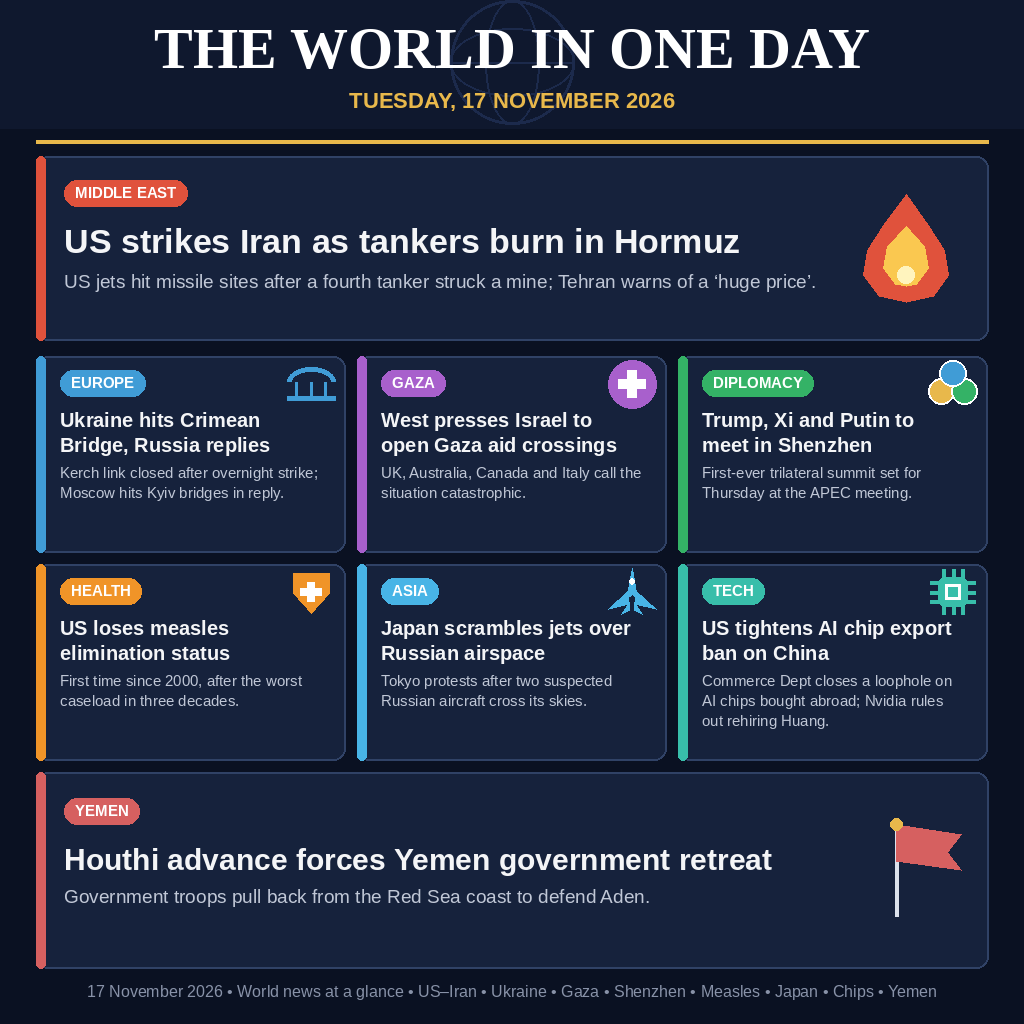 THE WORLD IN ONE DAY
TUESDAY, 17 NOVEMBER 2026
MIDDLE EAST
US strikes Iran as tankers burn in Hormuz
US jets hit missile sites after a fourth tanker struck a mine; Tehran warns of a ‘huge price’.
EUROPE
Ukraine hits Crimean
Bridge, Russia replies
Kerch link closed after overnight strike;
Moscow hits Kyiv bridges in reply.
GAZA
West presses Israel to
open Gaza aid crossings
UK, Australia, Canada and Italy call the
situation catastrophic.
DIPLOMACY
Trump, Xi and Putin to
meet in Shenzhen
First-ever trilateral summit set for
Thursday at the APEC meeting.
HEALTH
US loses measles
elimination status
First time since 2000, after the worst
caseload in three decades.
ASIA
Japan scrambles jets over
Russian airspace
Tokyo protests after two suspected
Russian aircraft cross its skies.
TECH
US tightens AI chip export
ban on China
Commerce Dept closes a loophole on
AI chips bought abroad; Nvidia rules
out rehiring Huang.
YEMEN
Houthi advance forces Yemen government retreat
Government troops pull back from the Red Sea coast to defend Aden.
17 November 2026 • World news at a glance • US–Iran • Ukraine • Gaza • Shenzhen • Measles • Japan • Chips • Yemen